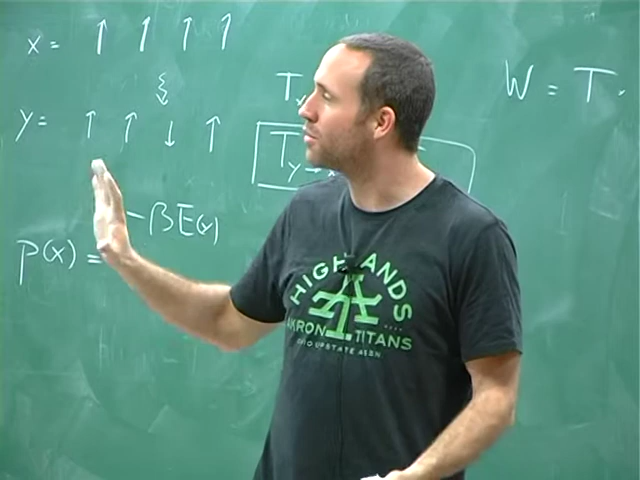 x = ↑ ↑ ↑ ↑
y = ↑ ↑ ↓ ↑
W = T
T
T y→x
-βE(x)
P(x) =
HIGHLANDS
AKRON TITANS